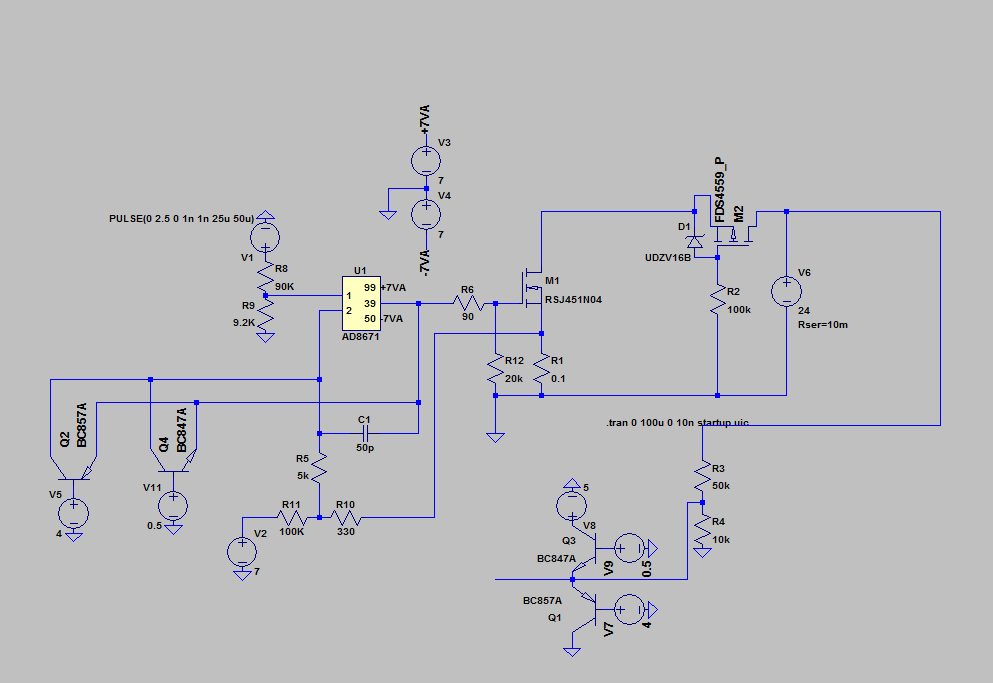 +7VA
V3
7
V4
7
-7VA
PULSE(0 2.5 0 1n 1n 25u 50u)
V1
R8
90K
R9
9.2K
U1
1
2
99
39
50
+7VA
-7VA
AD8671
R6
90
M1
RSJ451N04
R12
20k
R1
0.1
D1
UDZV16B
FDS4559_P
M2
R2
100k
V6
24
Rser=10m
.tran 0 100u 0 10n startup uic
Q2
BC857A
Q4
BC847A
V5
4
V11
0.5
C1
50p
R5
5k
R11
100K
R10
330
V2
7
R3
50k
R4
10k
5
V8
Q3
BC847A
V9
0.5
BC857A
Q1
V7
4